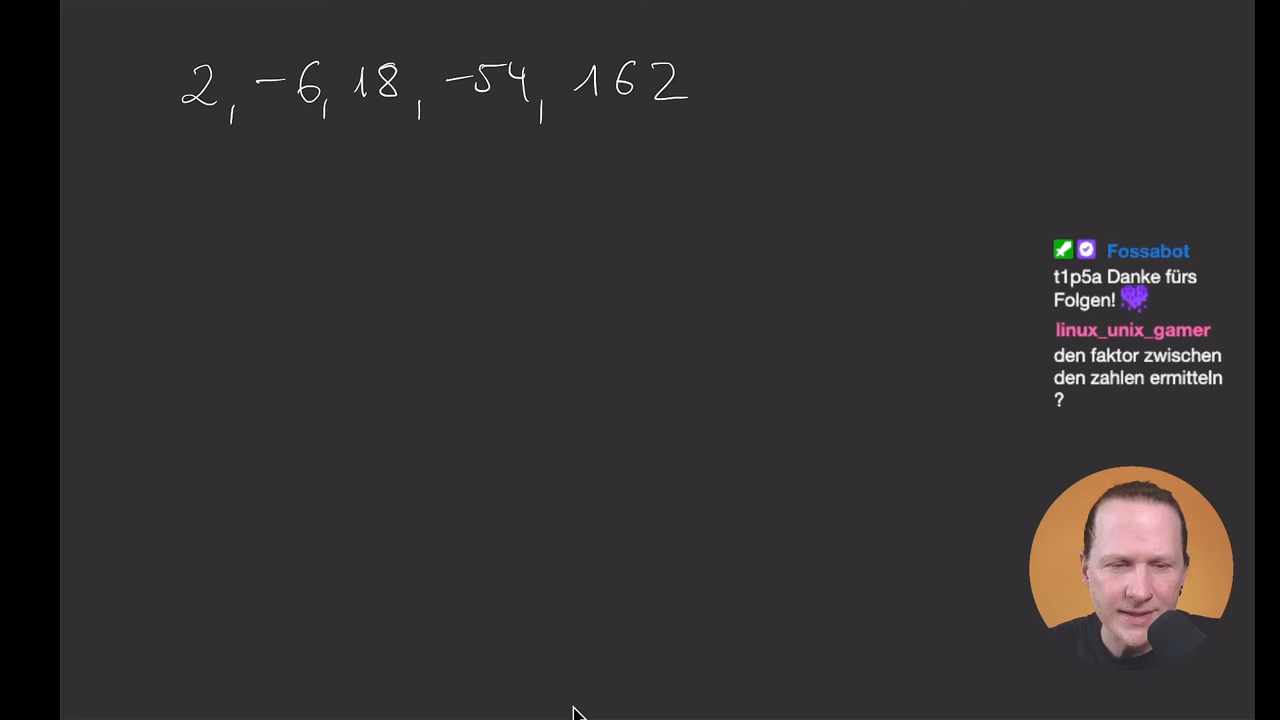 2, -6, 18, -54, 162
Fossabot
t1p5a Danke fürs
Folgen!
linux_unix_gamer
den faktor zwischen
den zahlen ermitteln
?